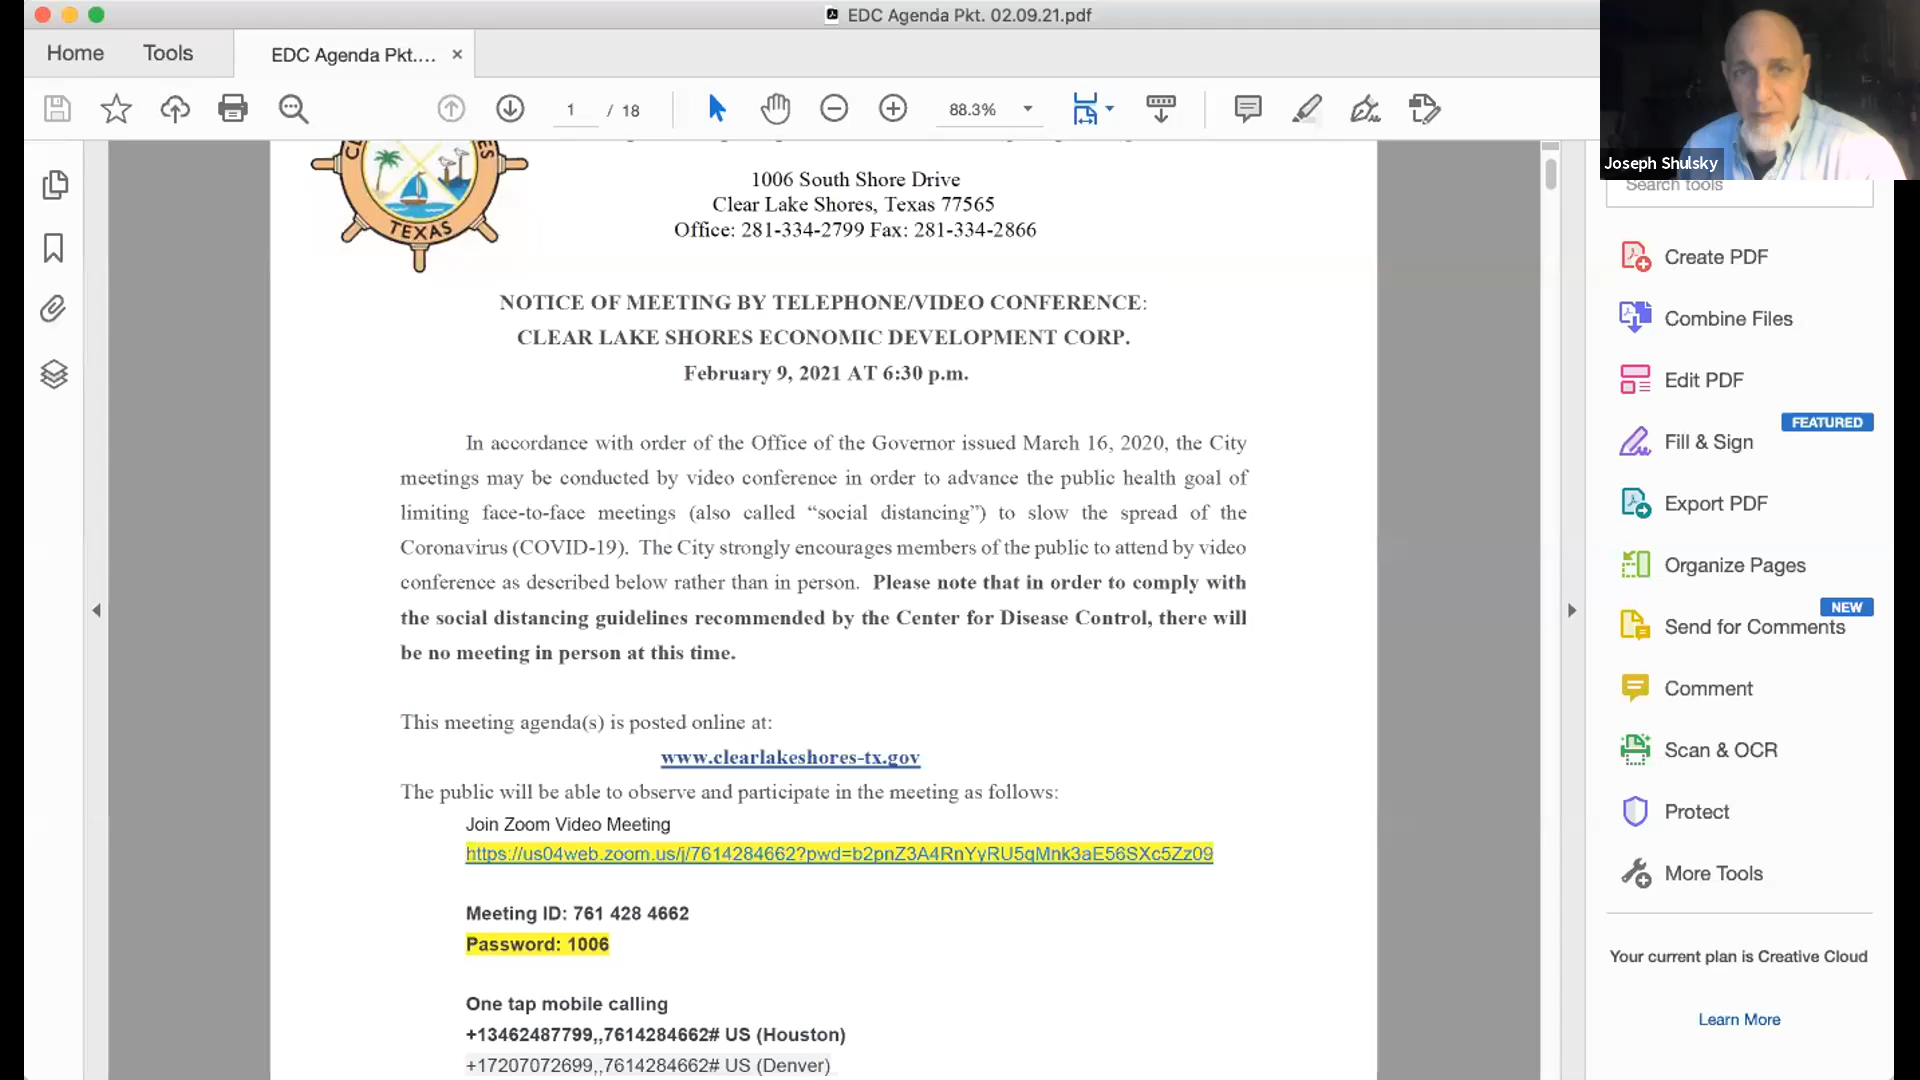 EDC Agenda Pkt. 02.09.21.pdf
Home
Tools
EDC Agenda Pkt.... ×
1 / 18
88.3%
Joseph Shulsky
TEXAS
1006 South Shore Drive
Clear Lake Shores, Texas 77565
Office: 281-334-2799 Fax: 281-334-2866
NOTICE OF MEETING BY TELEPHONE/VIDEO CONFERENCE:
CLEAR LAKE SHORES ECONOMIC DEVELOPMENT CORP.
February 9, 2021 AT 6:30 p.m.
In accordance with order of the Office of the Governor issued March 16, 2020, the City
meetings may be conducted by video conference in order to advance the public health goal of
limiting face-to-face meetings (also called “social distancing”) to slow the spread of the
Coronavirus (COVID-19). The City strongly encourages members of the public to attend by video
conference as described below rather than in person. Please note that in order to comply with
the social distancing guidelines recommended by the Center for Disease Control, there will
be no meeting in person at this time.
This meeting agenda(s) is posted online at:
www.clearlakeshores-tx.gov
The public will be able to observe and participate in the meeting as follows:
Join Zoom Video Meeting
https://us04web.zoom.us/j/7614284662?pwd=b2pnZ3A4RnYyRU5qMnk3aE56SXc5Zz09
Meeting ID: 761 428 4662
Password: 1006
One tap mobile calling
+13462487799,,7614284662# US (Houston)
+17207072699,,7614284662# US (Denver)
Search tools
Create PDF
Combine Files
Edit PDF
FEATURED
Fill & Sign
Export PDF
Organize Pages
NEW
Send for Comments
Comment
Scan & OCR
Protect
More Tools
Your current plan is Creative Cloud
Learn More